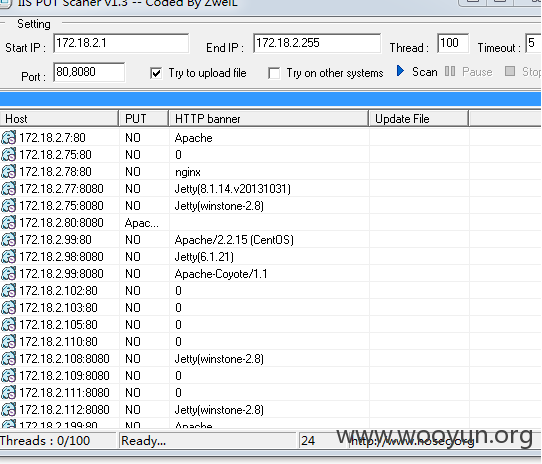 IIS PUT Scaner v1.3 -- Coded By ZweiL
Setting
Start IP : 172.18.2.1 End IP : 172.18.2.255 Thread : 100 Timeout : 5
Port : 80,8080 Try to upload file Try on other systems Scan Pause Stop
Host PUT HTTP banner Update File
172.18.2.7:80 NO Apache
172.18.2.75:80 NO 0
172.18.2.78:80 NO nginx
172.18.2.77:8080 NO Jetty(8.1.14.v20131031)
172.18.2.75:8080 NO Jetty(winstone-2.8)
172.18.2.80:8080 Apac...
172.18.2.99:80 NO Apache/2.2.15 (CentOS)
172.18.2.98:8080 NO Jetty(6.1.21)
172.18.2.99:8080 NO Apache-Coyote/1.1
172.18.2.102:80 NO 0
172.18.2.103:80 NO 0
172.18.2.105:80 NO 0
172.18.2.110:80 NO 0
172.18.2.108:8080 NO Jetty(winstone-2.8)
172.18.2.109:8080 NO 0
172.18.2.111:8080 NO 0
172.18.2.112:8080 NO Jetty(winstone-2.8)
172.18.2.199:80 NO Apache
Threads : 0/100 Ready... 24 http://www.nosec.org
www.wooyun.org